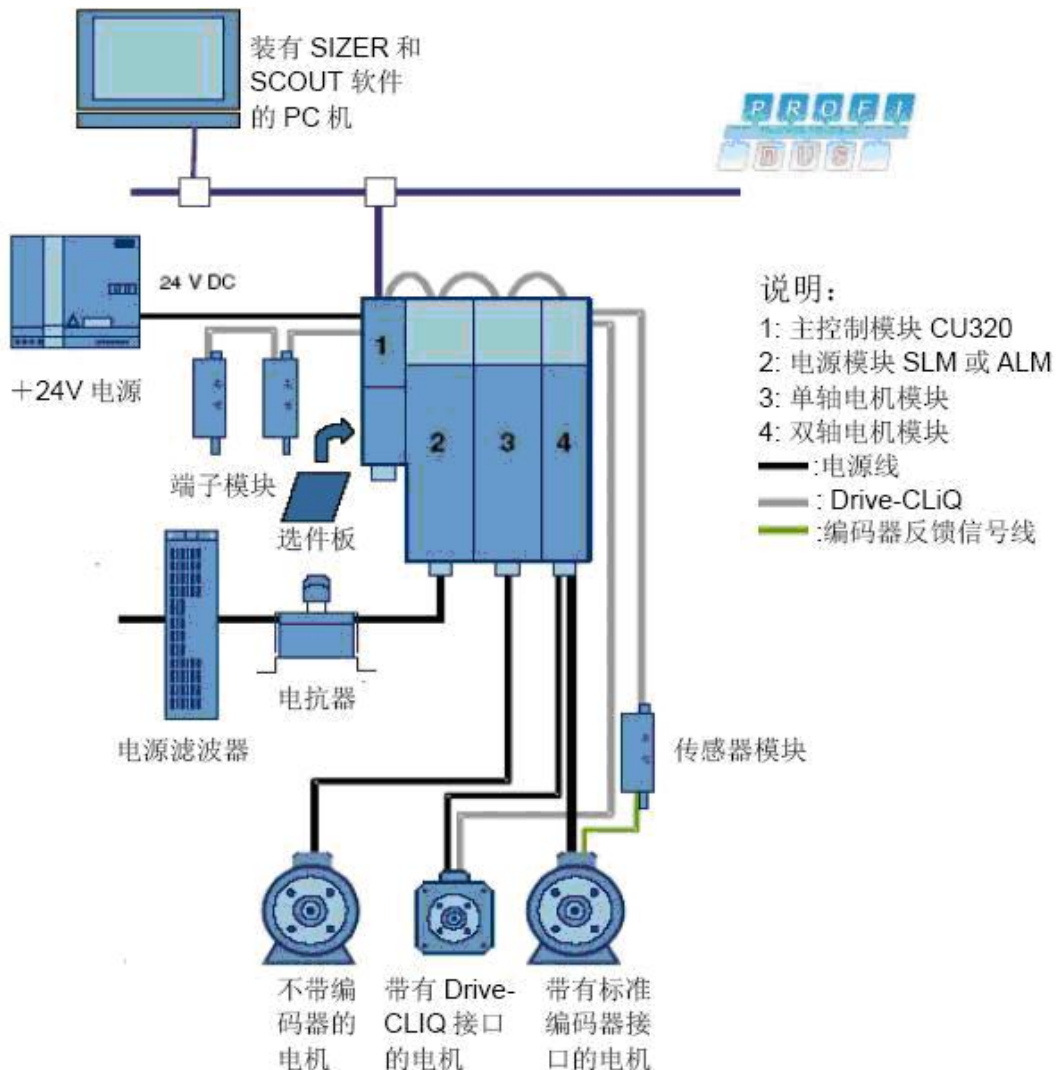 装有 SIZER 和
SCOUT 软件
的 PC 机
PROFI
BUS
24 V DC
+24V 电源
端子模块
选件板
1
2
3
4
说明:
1: 主控制模块 CU320
2: 电源模块 SLM 或 ALM
3: 单轴电机模块
4: 双轴电机模块
:电源线
: Drive-CLiQ
:编码器反馈信号线
电源滤波器
电抗器
传感器模块
不带编
码器的
电机
带有 Drive-
CLIQ 接口
的电机
带有标准
编码器接
口的电机